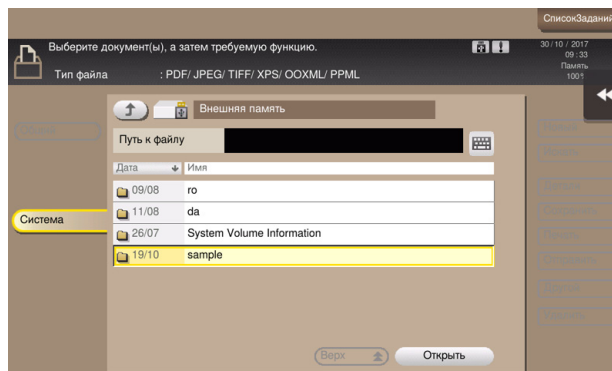 СписокЗаданий
Выберите документ(ы), а затем требуемую функцию.
30/10 / 2017
09 : 33
Память
100
Тип файла : PDF/ JPEG/ TIFF/ XPS/ OOXML/ PPML
Внешняя память
Путь к файлу
Дата Имя
09/08 ro
11/08 da
Система
26/07 System Volume Information
19/10 sample
Верх Открыть